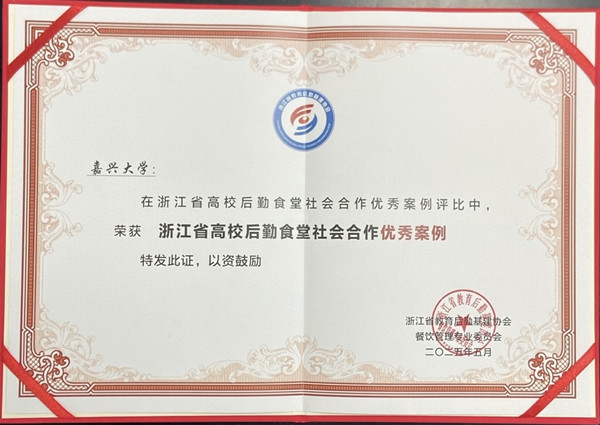 嘉兴大学：
在浙江省高校后勤食堂社会合作优秀案例评比中，
荣获 浙江省高校后勤食堂社会合作优秀案例
特发此证，以资鼓励
浙江省教育后勤基建协会
餐饮管理专业委员会
二〇二五年五月